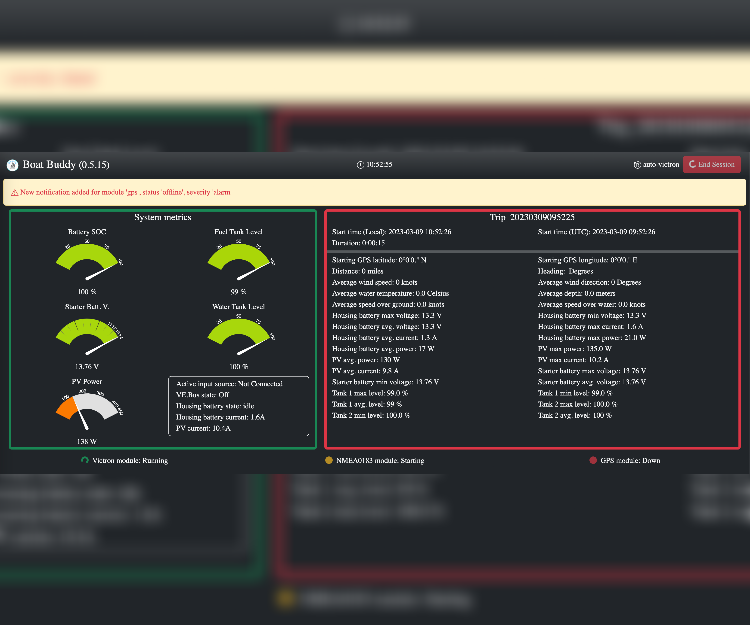 Boat Buddy (0.5.15)
10:52:55
auto-victron
End Session
New notification added for module 'gps', status 'offline', severity: alarm
System metrics
Battery SOC
100 %
Fuel Tank Level
99 %
Starter Batt. V.
13.76 V
Water Tank Level
100 %
PV Power
138 W
Active input source: Not Connected
VE.Bus state: Off
Housing battery state: idle
Housing battery current: 1.6A
PV current: 10.4A
Trip_20230309095225
Start time (Local): 2023-03-09 10:52:26
Start time (UTC): 2023-03-09 09:52:26
Duration: 0:00:15
Starting GPS latitude: 0°0'0." N
Starting GPS longitude: 0°0'0." E
Distance: 0 miles
Heading: Degrees
Average wind speed: 0 knots
Average wind direction: 0 Degrees
Average water temperature: 0.0 Celsius
Average depth: 0.0 meters
Average speed over ground: 0.0 knots
Average speed over water: 0.0 knots
Housing battery max voltage: 13.3 V
Housing battery min voltage: 13.3 V
Housing battery avg. voltage: 13.3 V
Housing battery max current: 1.6 A
Housing battery avg. current: 1.3 A
Housing battery max power: 21.0 W
Housing battery avg. power: 17 W
PV max power: 135.0 W
PV avg. power: 130 W
PV max current: 10.2 A
PV avg. current: 9.8 A
Starter battery max voltage: 13.76 V
Starter battery min voltage: 13.76 V
Starter battery avg. voltage: 13.76 V
Tank 1 max level: 99.0 %
Tank 1 min level: 99.0 %
Tank 1 avg. level: 99 %
Tank 2 max level: 100.0 %
Tank 2 min level: 100.0 %
Tank 2 avg. level: 100 %
Victron module: Running
NMEA0183 module: Starting
GPS module: Down